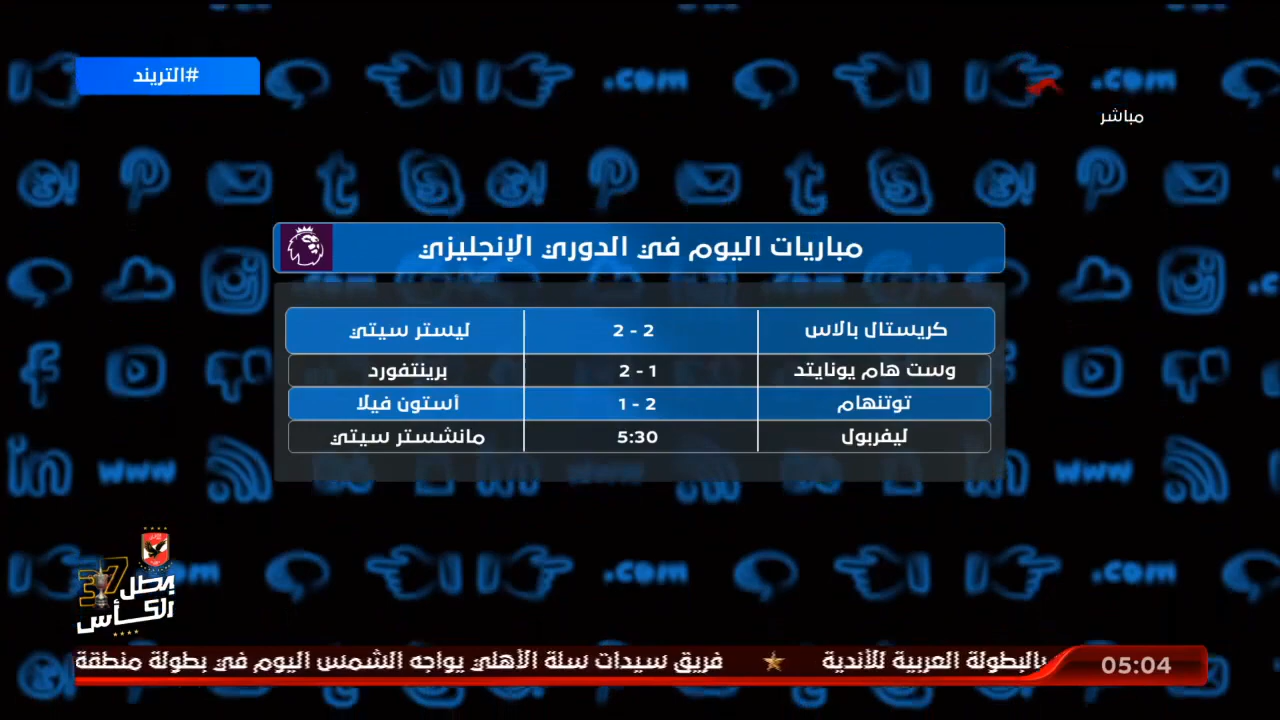 #التريند
مباشر
مباريات اليوم في الدوري الإنجليزي
كريستال بالاس 2 - 2 ليستر سيتي
وست هام يونايتد 1 - 2 برينتفورد
توتنهام 2 - 1 أستون فيلا
ليفربول 5:30 مانشستر سيتي
37
بطل
الكأس
05:04 بالبطولة العربية للأندية فريق سيدات سلة الأهلي يواجه الشمس اليوم في بطولة منطقة